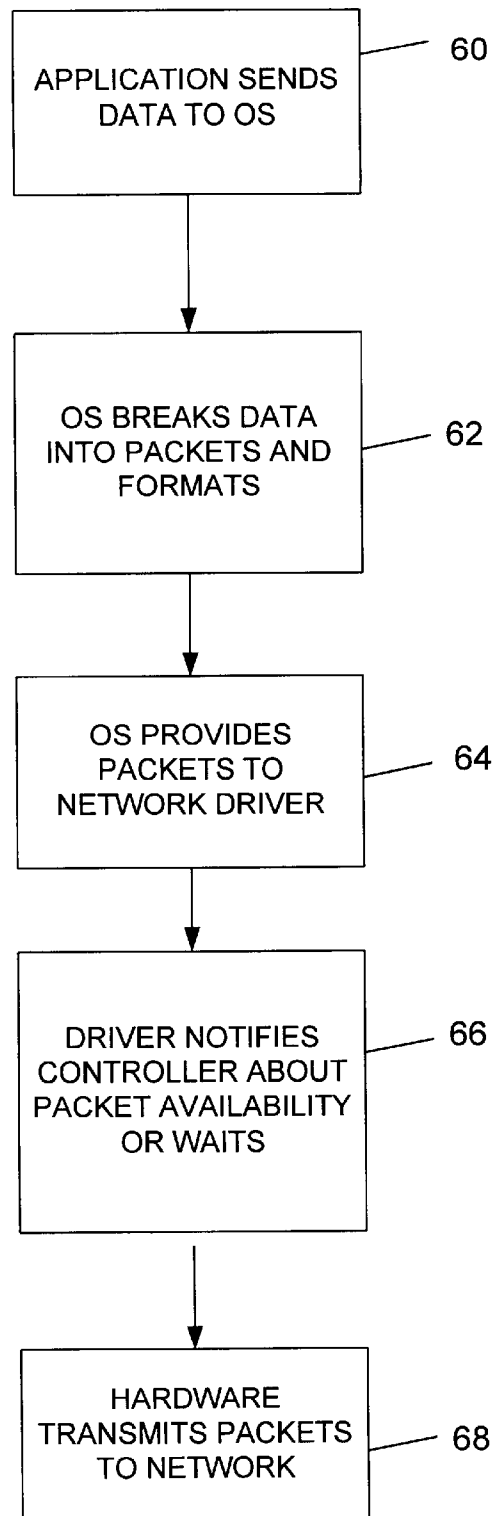 APPLICATION SENDS
DATA TO OS
60
OS BREAKS DATA
INTO PACKETS AND
FORMATS
62
OS PROVIDES
PACKETS TO
NETWORK DRIVER
64
DRIVER NOTIFIES
CONTROLLER ABOUT
PACKET AVAILABILITY
OR WAITS
66
HARDWARE
TRANSMITS PACKETS
TO NETWORK
68